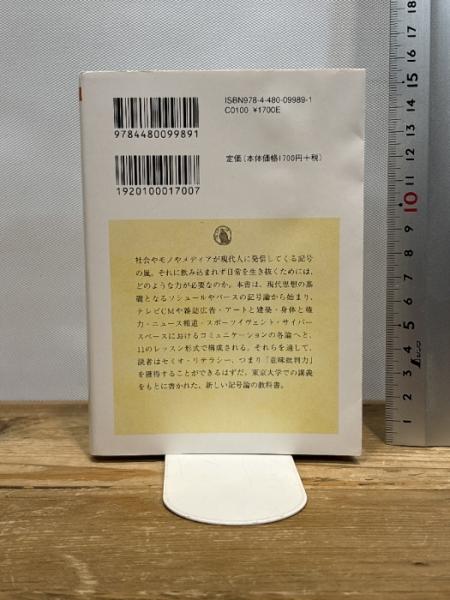 ISBN978-4-480-09989-1
C0100 ¥1700E
9784480099891
定価(本体価格1700円+税)
1920100017007
社会やモノやメディアが現代人に発信してくる記号
の嵐。それに飲み込まれず日常を生き抜くためには、
どのような力が必要なのか。本書は、現代思想の基
礎となるソシュールやパースの記号論から始まり、
テレビCMや雑誌広告・アートと建築・身体と権
力・ニュース報道・スポーツイヴェント・サイバー
スペースにおけるコミュニケーションの各論へと、
11のレッスン形式で構成される。それらを通して、
読者はセミオ・リテラシー、つまり「意味批判力」
を獲得することができるはずだ。東京大学での講義
をもとに書かれた、新しい記号論の教科書。
18
17
16
15
14
13
12
11
10
9
8
7
6
5
4
3
2
1